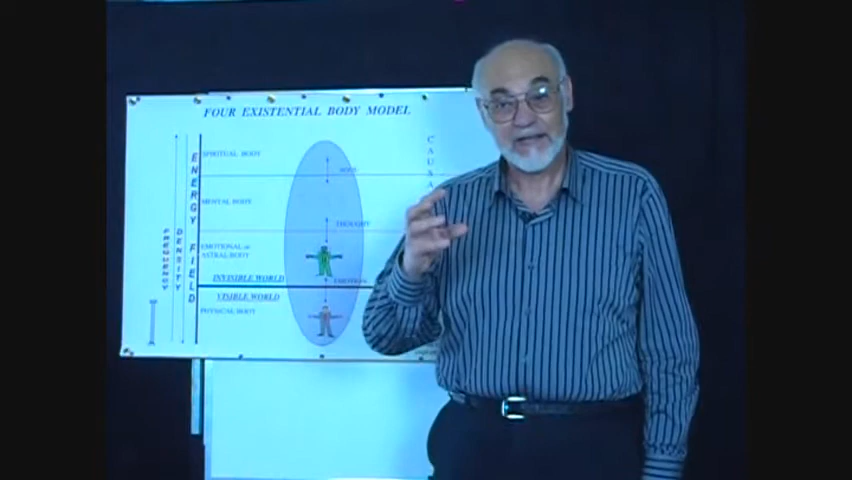 FOUR EXISTENTIAL BODY MODEL
SPIRITUAL BODY
MENTAL BODY
THOUGHT
EMOTIONAL or
ASTRAL BODY
INVISIBLE WORLD
EMOTION
VISIBLE WORLD
PHYSICAL BODY
ENERGY FIELD
DENSITY
FREQUENCY
CAUSA